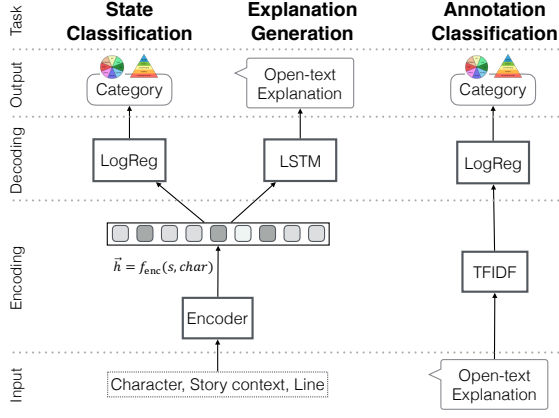 Task
State
Classification
Explanation
Generation
Annotation
Classification
Output
Category
Open-text
Explanation
Category
Decoding
LogReg
LSTM
LogReg
Encoding
h⃗ = f_enc(s, char)
Encoder
TFIDF
Input
Character, Story context, Line
Open-text
Explanation